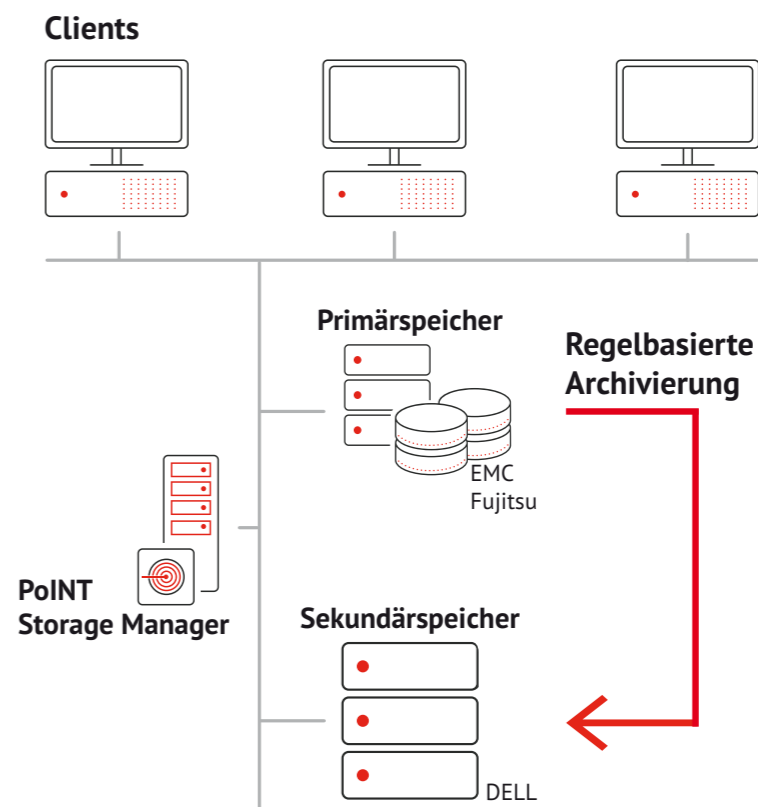 Clients
Primärspeicher
Regelbasierte
Archivierung
EMC
Fujitsu
PoINT
Storage Manager
Sekundärspeicher
DELL